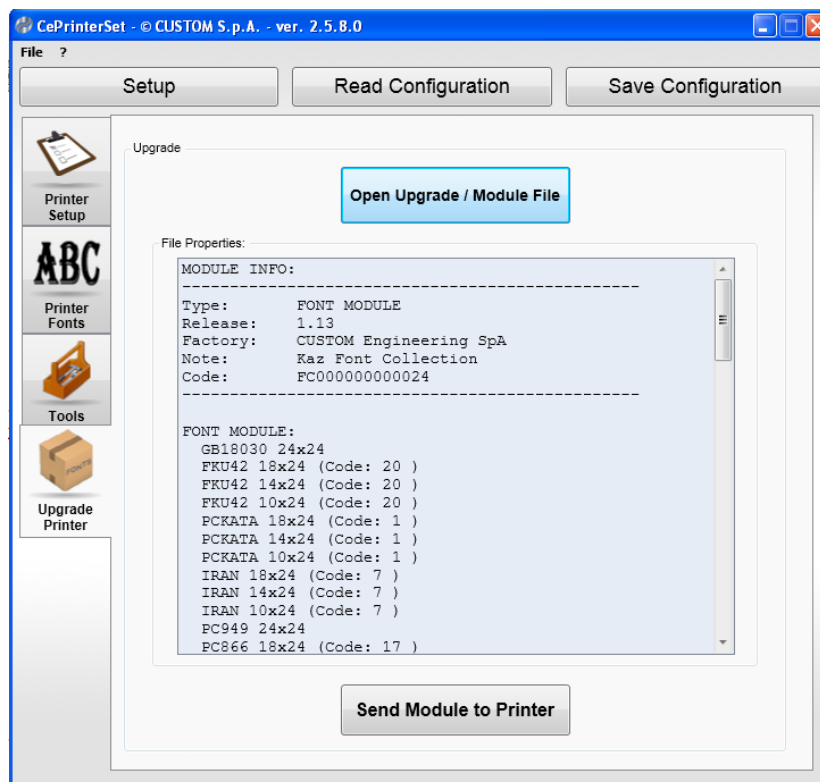 CePrinterSet - © CUSTOM S.p.A. - ver. 2.5.8.0
File ?
Setup Read Configuration Save Configuration
Printer
Setup
ABC
Printer
Fonts
Tools
FONTS
Upgrade
Printer
Upgrade
Open Upgrade / Module File
File Properties:
MODULE INFO:
------------------------------------------------
Type: FONT MODULE
Release: 1.13
Factory: CUSTOM Engineering SpA
Note: Kaz Font Collection
Code: FC000000000024
------------------------------------------------
FONT MODULE:
GB18030 24x24
FKU42 18x24 (Code: 20 )
FKU42 14x24 (Code: 20 )
FKU42 10x24 (Code: 20 )
PCKATA 18x24 (Code: 1 )
PCKATA 14x24 (Code: 1 )
PCKATA 10x24 (Code: 1 )
IRAN 18x24 (Code: 7 )
IRAN 14x24 (Code: 7 )
IRAN 10x24 (Code: 7 )
PC949 24x24
PC866 18x24 (Code: 17 )
Send Module to Printer